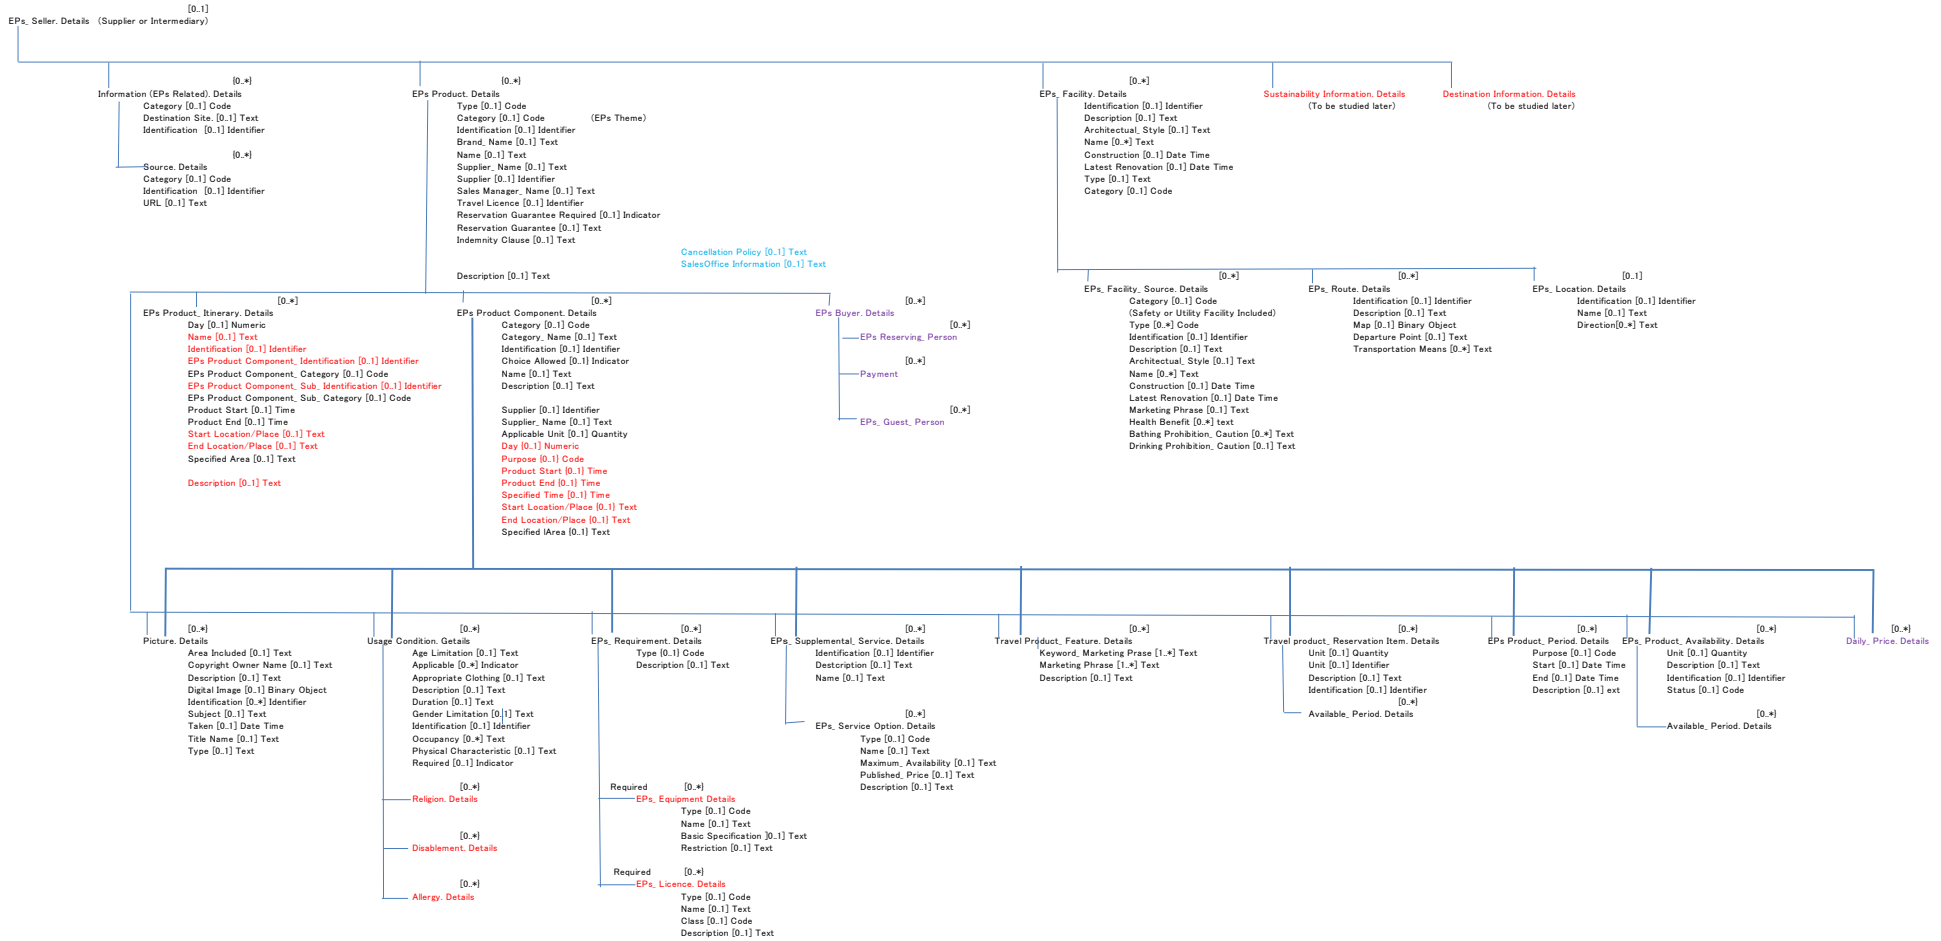 [0..1]
EPs_ Seller. Details (Supplier or Intermediary)
{0..*}
Information (EPs Related). Details
Category [0..1] Code
Destination Site. [0..1] Text
Identification [0..1] Identifier
{0..*}
Source. Details
Category [0..1] Code
Identification [0..1] Identifier
URL [0..1] Text
{0..*}
EPs Product. Details
Type [0..1] Code
Category [0..1] Code (EPs Theme)
Identification [0..1] Identifier
Brand_ Name [0..1] Text
Name [0..1] Text
Supplier_ Name [0..1] Text
Supplier [0..1] Identifier
Sales Manager_ Name [0..1] Text
Travel Licence [0..1] Identifier
Reservation Guarantee Required [0..1] Indicator
Reservation Guarantee [0..1] Text
Indemnity Clause [0..1] Text
Cancellation Policy [0..1] Text
SalesOffice Information [0..1] Text
Description [0..1] Text
[0..*]
EPs_ Facility. Details
Identification [0..1] Identifier
Description [0..1] Text
Architectual_ Style [0..1] Text
Name [0..*] Text
Construction [0..1] Date Time
Latest Renovation [0..1] Date Time
Type [0..1] Text
Category [0..1] Code
Sustainability Information. Details
(To be studied later)
Destination Information. Details
(To be studied later)
[0..*]
EPs_ Facility_ Source. Details
Category [0..1] Code
(Safety or Utility Facility Included)
Type [0..*] Code
Identification [0..1] Identifier
Description [0..1] Text
Architectual_ Style [0..1] Text
Name [0..*] Text
Construction [0..1] Date Time
Latest Renovation [0..1] Date Time
Marketing Phrase [0..1] Text
Health Benefit [0..*] text
Bathing Prohibition_ Caution [0..*] Text
Drinking Prohibition_ Caution [0..1] Text
[0..*]
EPs_ Route. Details
Identification [0..1] Identifier
Description [0..1] Text
Map [0..1] Binary Object
Departure Point [0..1] Text
Transportation Means [0..*] Text
[0..1]
EPs_ Location. Details
Identification [0..1] Identifier
Name [0..1] Text
Direction[0..*] Text
[0..*]
EPs Product_ Itinerary. Details
Day [0..1] Numeric
Name [0..1] Text
Identification [0..1] Identifier
EPs Product Component_ Identification [0..1] Identifier
EPs Product Component_ Category [0..1] Code
EPs Product Component_ Sub_ Identification [0..1] Identifier
EPs Product Component_ Sub_ Category [0..1] Code
Product Start [0..1] Time
Product End [0..1] Time
Start Location/Place [0..1] Text
End Location/Place [0..1] Text
Specified Area [0..1] Text
Description [0..1] Text
[0..*]
EPs Product Component. Details
Category [0..1] Code
Category_ Name [0..1] Text
Identification [0..1] Identifier
Choice Allowed [0..1] Indicator
Name [0..1] Text
Description [0..1] Text
Supplier [0..1] Identifier
Supplier_ Name [0..1] Text
Applicable Unit [0..1] Quantity
Day {0..1} Numeric
Purpose {0..1} Code
Product Start {0..1} Time
Product End {0..1} Time
Specified Time [0..1} Time
Start Location/Place {0..1} Text
End Location/Place {0..1} Text
Specified lArea {0..1} Text
[0..*]
EPs Buyer. Details
[0..*]
EPs Reserving_ Person
[0..*]
Payment
[0..*]
EPs_ Guest_ Person
[0..*}
Picture. Details
Area Included [0..1] Text
Copyright Owner Name [0..1] Text
Description [0..1] Text
Digital Image [0..1] Binary Object
Identification [0..*] Identifier
Subject [0..1] Text
Taken [0..1] Date Time
Title Name [0..1] Text
Type [0..1] Text
[0..*}
Usage Condition. Getails
Age Limitation [0..1] Text
Applicable [0..*] Indicator
Appropriate Clothing [0..1] Text
Description [0..1] Text
Duration [0..1] Text
Gender Limitation [0..1] Text
Identification [0..1] Identifier
Occupancy [0..*] Text
Physical Characteristic [0..1] Text
Required [0..1] Indicator
[0..*}
Religion. Details
[0..*}
Disablement. Details
[0..*}
Allergy. Details
[0..*]
EPs_ Requirement. Details
Type {0..1} Code
Description [0..1] Text
Required [0..*}
EPs_ Equipment Details
Type [0..1] Code
Name [0..1] Text
Basic Specification ]0..1] Text
Restriction [0..1] Text
Required [0..*}
EPs_ Licence. Details
Type [0..1] Code
Name [0..1] Text
Class [0..1] Code
Description [0..1] Text
[0..*}
EPs_ Supplemental_ Service. Details
Identification [0..1] Identifier
Destcription [0..1] Text
Name [0..1] Text
[0..*]
EPs_ Service Option. Details
Type [0..1] Code
Name [0..1] Text
Maximum_ Availability [0..1] Text
Published_ Price [0..1] Text
Description [0..1] Text
[0..*}
Travel Product_ Feature. Details
Keyword_ Marketing Prase [1..*] Text
Marketing Phrase [1..*] Text
Description [0..1] Text
[0..*}
Travel product_ Reservation Item. Details
Unit [0..1] Quantity
Unit [0..1] Identifier
Description [0..1] Text
Identification [0..1] Identifier
[0..*}
Available_ Period. Details
[0..*}
EPs Product_ Period. Details
Purpose [0..1] Code
Start [0..1] Date Time
End [0..1] Date Time
Description [0..1] ext
[0..*}
EPs_ Product_ Availability. Details
Unit [0..1] Quantity
Description [0..1] Text
Identification [0..1] Identifier
Status [0..1] Code
[0..*}
Available_ Period. Details
[0..*}
Daily_ Price. Details